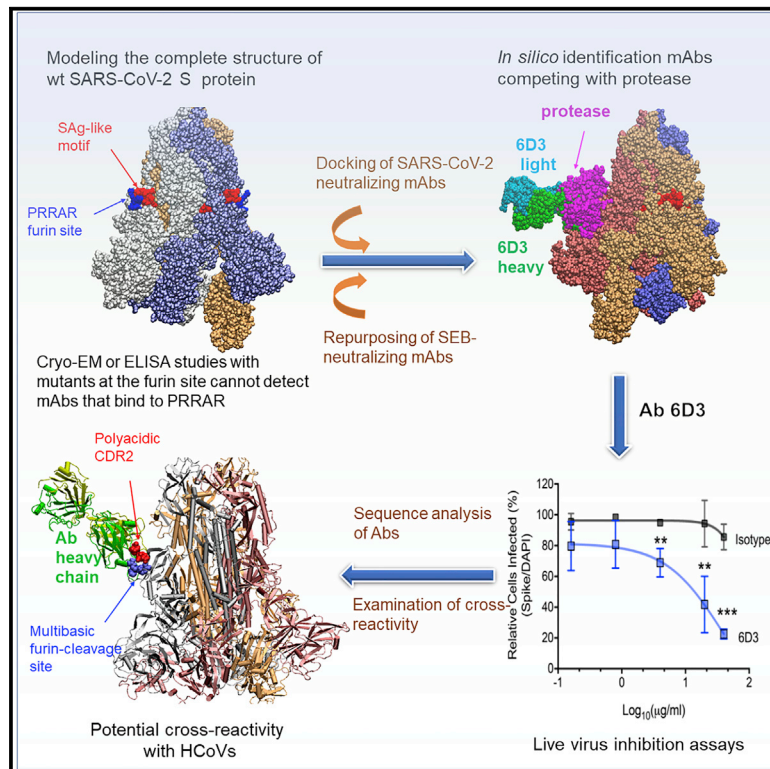 Modeling the complete structure of
wt SARS-CoV-2 S protein
SAg-like
motif
PRRAR
furin site
Cryo-EM or ELISA studies with
mutants at the furin site cannot detect
mAbs that bind to PRRAR
Docking of SARS-CoV-2
neutralizing mAbs
Repurposing of SEB-
neutralizing mAbs
In silico identification mAbs
competing with protease
protease
6D3
light
6D3
heavy
Ab 6D3
Relative Cells Infected (%)
(Spike/DAPI)
120
100
80
60
40
20
0
-1
0
1
2
Log10(µg/ml)
Isotype
6D3
**
**
***
Live virus inhibition assays
Sequence analysis
of Abs
Examination of cross-
reactivity
Polyacidic
CDR2
Ab
heavy
chain
Multibasic
furin-cleavage
site
Potential cross-reactivity
with HCoVs